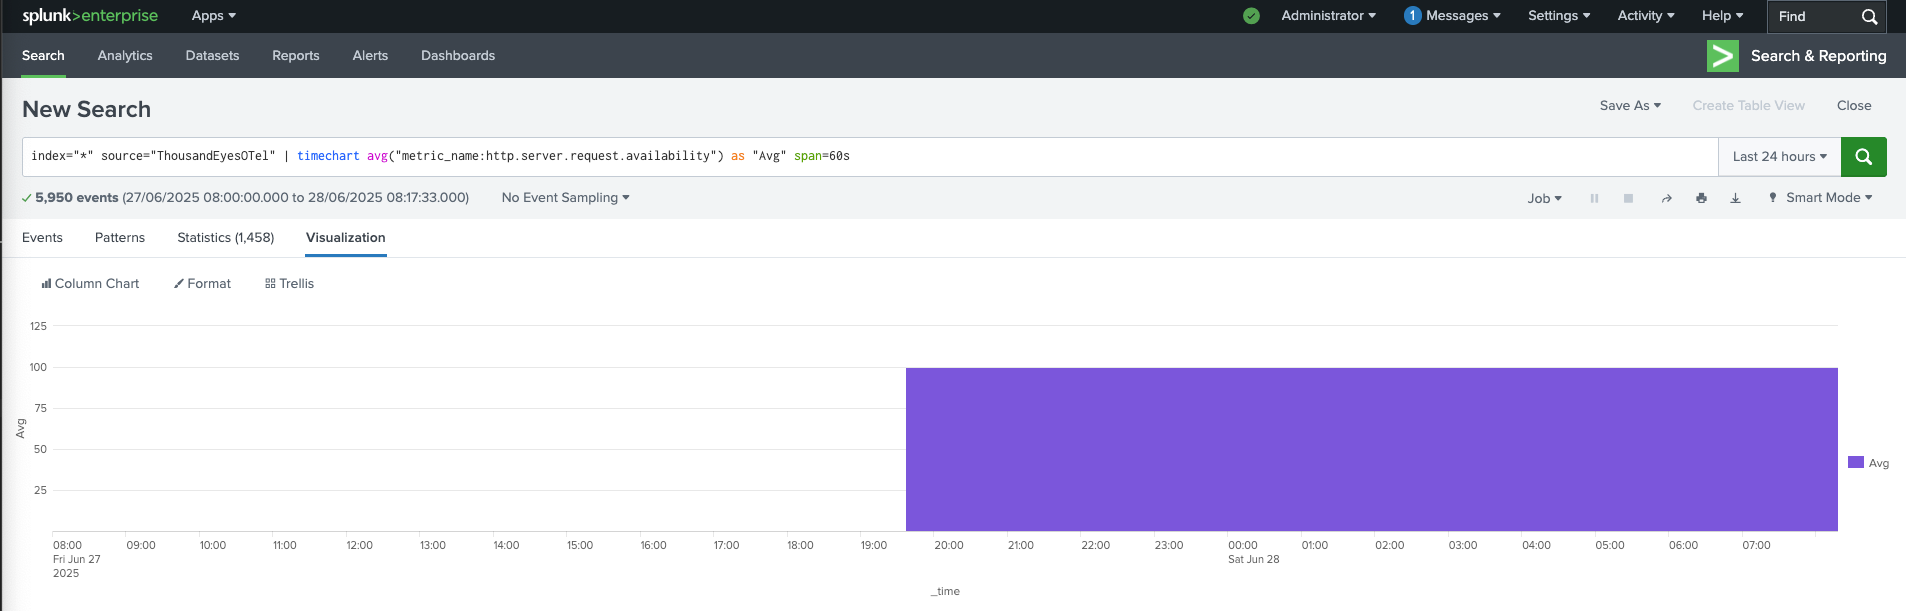 splunk>enterprise Apps Administrator 1 Messages Settings Activity Help Find
Search Analytics Datasets Reports Alerts Dashboards Search & Reporting
New Search Save As Create Table View Close
index="*" source="ThousandEyesOTel" | timechart avg("metric_name:http.server.request.availability") as "Avg" span=60s Last 24 hours
5,950 events (27/06/2025 08:00:00.000 to 28/06/2025 08:17:33.000) No Event Sampling Job Smart Mode
Events Patterns Statistics (1,458) Visualization
Column Chart Format Trellis
125
100
75
50
25
Avg
Avg
08:00 09:00 10:00 11:00 12:00 13:00 14:00 15:00 16:00 17:00 18:00 19:00 20:00 21:00 22:00 23:00 00:00 01:00 02:00 03:00 04:00 05:00 06:00 07:00
Fri Jun 27 Sat Jun 28
2025
_time